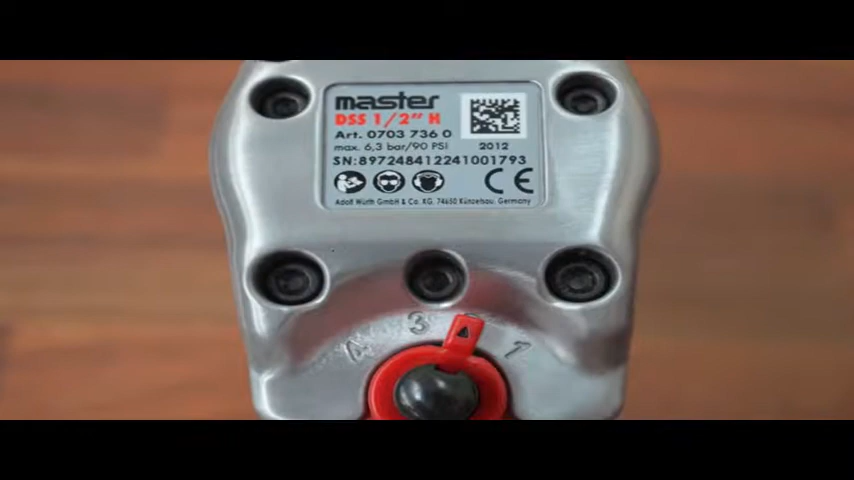 master
DSS 1/2" H
Art. 0703 736 0
max. 6,3 bar/90 PSI 2012
SN:897248412241001793
CE
Adolf Würth GmbH & Co. KG, 74650 Künzelsau, Germany
4 3 1